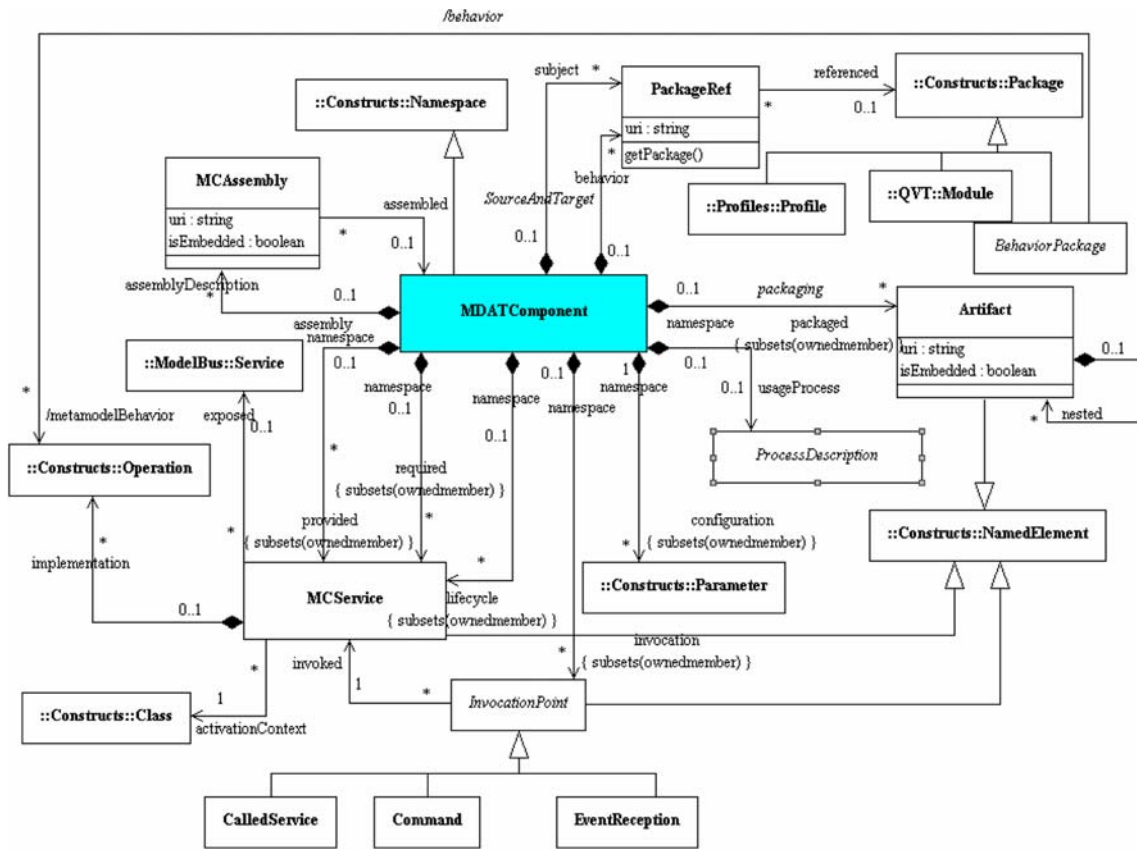 /behavior
subject
*
PackageRef
uri : string
getPackage()
referenced
*
0..1
::Constructs::Package
::Constructs::Namespace
MCAssembly
uri : string
isEmbedded : boolean
assembled
*
0..1
SourceAndTarget
0..1
*
behavior
0..1
::Profiles::Profile
::QVT::Module
BehaviorPackage
assemblyDescription
*
0..1
assembly
MDATComponent
0..1
packaging
*
namespace
packaged
{ subsets(ownedmember) }
Artifact
uri : string
isEmbedded : boolean
0..1
nested
*
::ModelBus::Service
namespace
0..1
namespace
0..1
namespace
0..1
0..1
namespace
1
namespace
0..1
0..1
usageProcess
ProcessDescription
*
/metamodelBehavior
exposed
0..1
::Constructs::Operation
*
required
{ subsets(ownedmember) }
*
provided
{ subsets(ownedmember) }
*
configuration
{ subsets(ownedmember) }
*
::Constructs::NamedElement
::Constructs::Parameter
*
implementation
*
0..1
MCService
*
lifecycle
{ subsets(ownedmember) }
invocation
{ subsets(ownedmember) }
*
invoked
1
*
InvocationPoint
*
1
activationContext
::Constructs::Class
CalledService
Command
EventReception